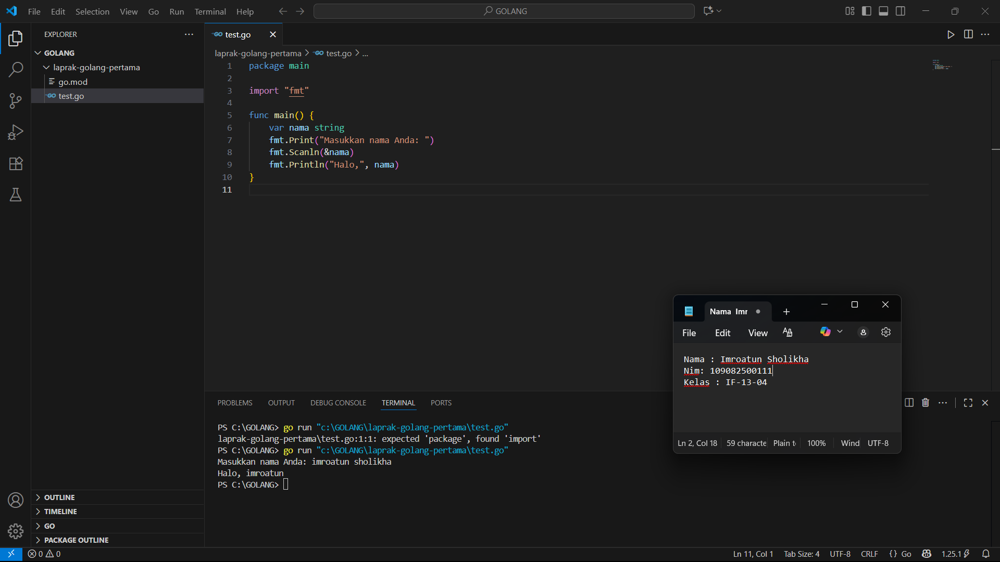 File Edit Selection View Go Run Terminal Help
GOLANG
EXPLORER
GOLANG
laprak-golang-pertama
go.mod
test.go
OUTLINE
TIMELINE
GO
PACKAGE OUTLINE
test.go
laprak-golang-pertama > test.go > ...
1 package main
2
3 import "fmt"
4
5 func main() {
6 var nama string
7 fmt.Print("Masukkan nama Anda: ")
8 fmt.Scanln(&nama)
9 fmt.Println("Halo,", nama)
10 }
11
PROBLEMS OUTPUT DEBUG CONSOLE TERMINAL PORTS
PS C:\GOLANG> go run "c:\GOLANG\laprak-golang-pertama\test.go"
laprak-golang-pertama\test.go:1:1: expected 'package', found 'import'
PS C:\GOLANG> go run "c:\GOLANG\laprak-golang-pertama\test.go"
Masukkan nama Anda: imroatun sholikha
Halo, imroatun
PS C:\GOLANG>
Nama Imr
File Edit View
Nama : Imroatun Sholikha
Nim: 109082500111
Kelas : IF-13-04
Ln 2, Col 18 59 characte Plain t 100% Wind UTF-8
0 0 Ln 11, Col 1 Tab Size: 4 UTF-8 CRLF {} Go 1.25.1